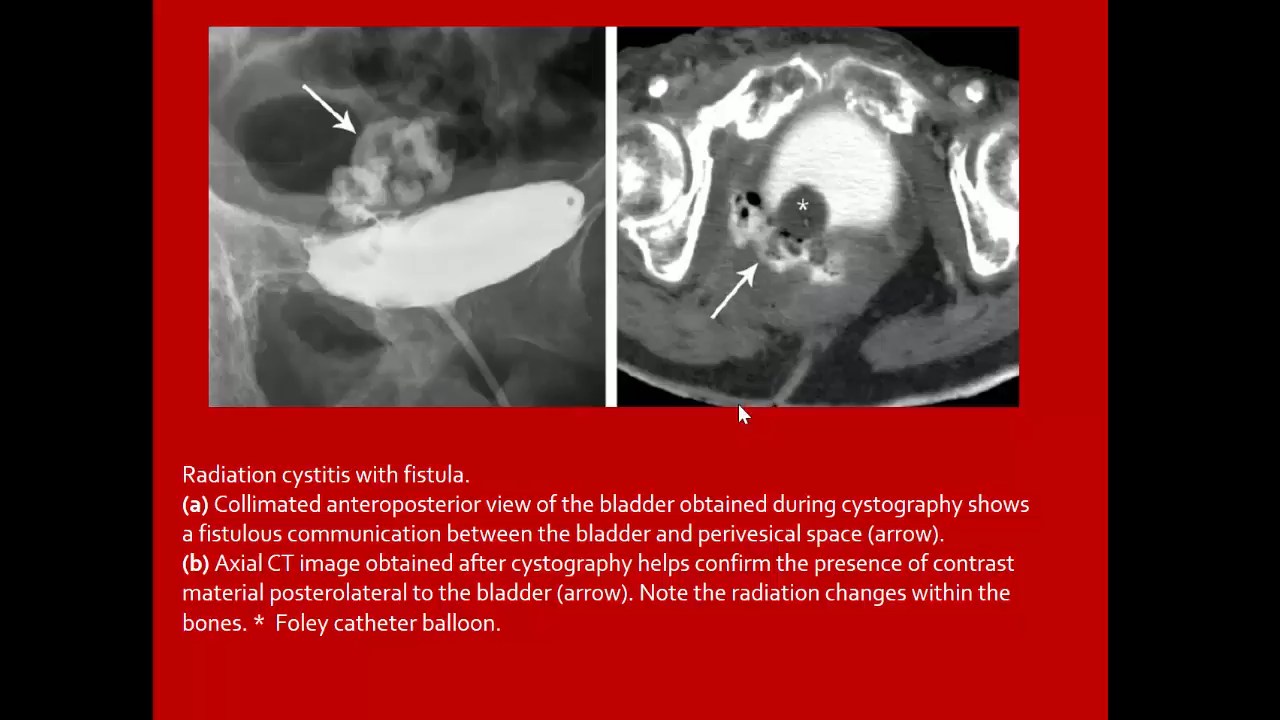 *
Radiation cystitis with fistula.
(a) Collimated anteroposterior view of the bladder obtained during cystography shows
a fistulous communication between the bladder and perivesical space (arrow).
(b) Axial CT image obtained after cystography helps confirm the presence of contrast
material posterolateral to the bladder (arrow). Note the radiation changes within the
bones. * Foley catheter balloon.